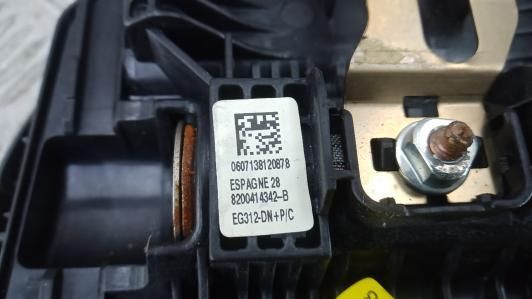 0607138120878
ESPAGNE 28
8200414342-B
EG312-DN+P/C